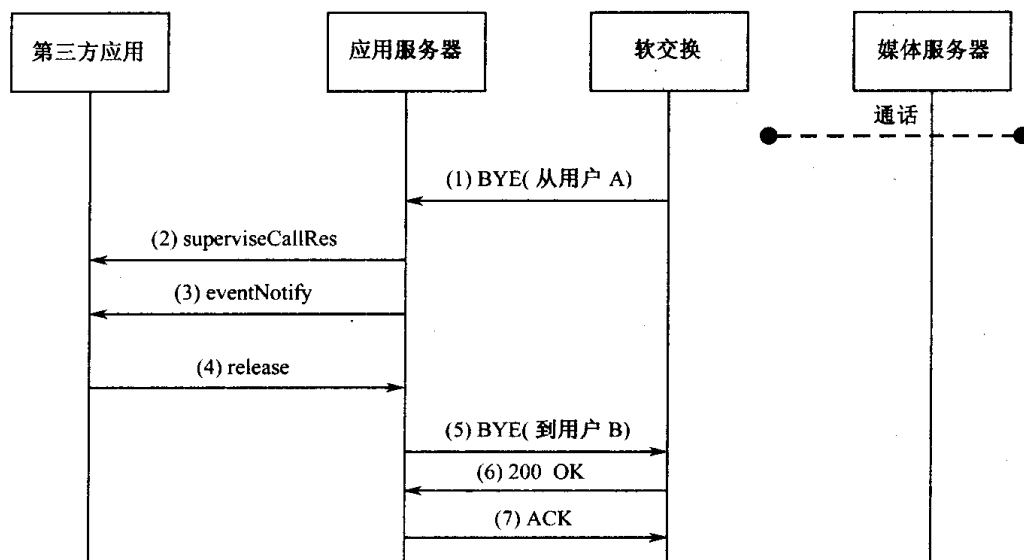 第三方应用
应用服务器
软交换
媒体服务器
通话
(1) BYE( 从用户 A)
(2) superviseCallRes
(3) eventNotify
(4) release
(5) BYE( 到用户 B)
(6) 200 OK
(7) ACK